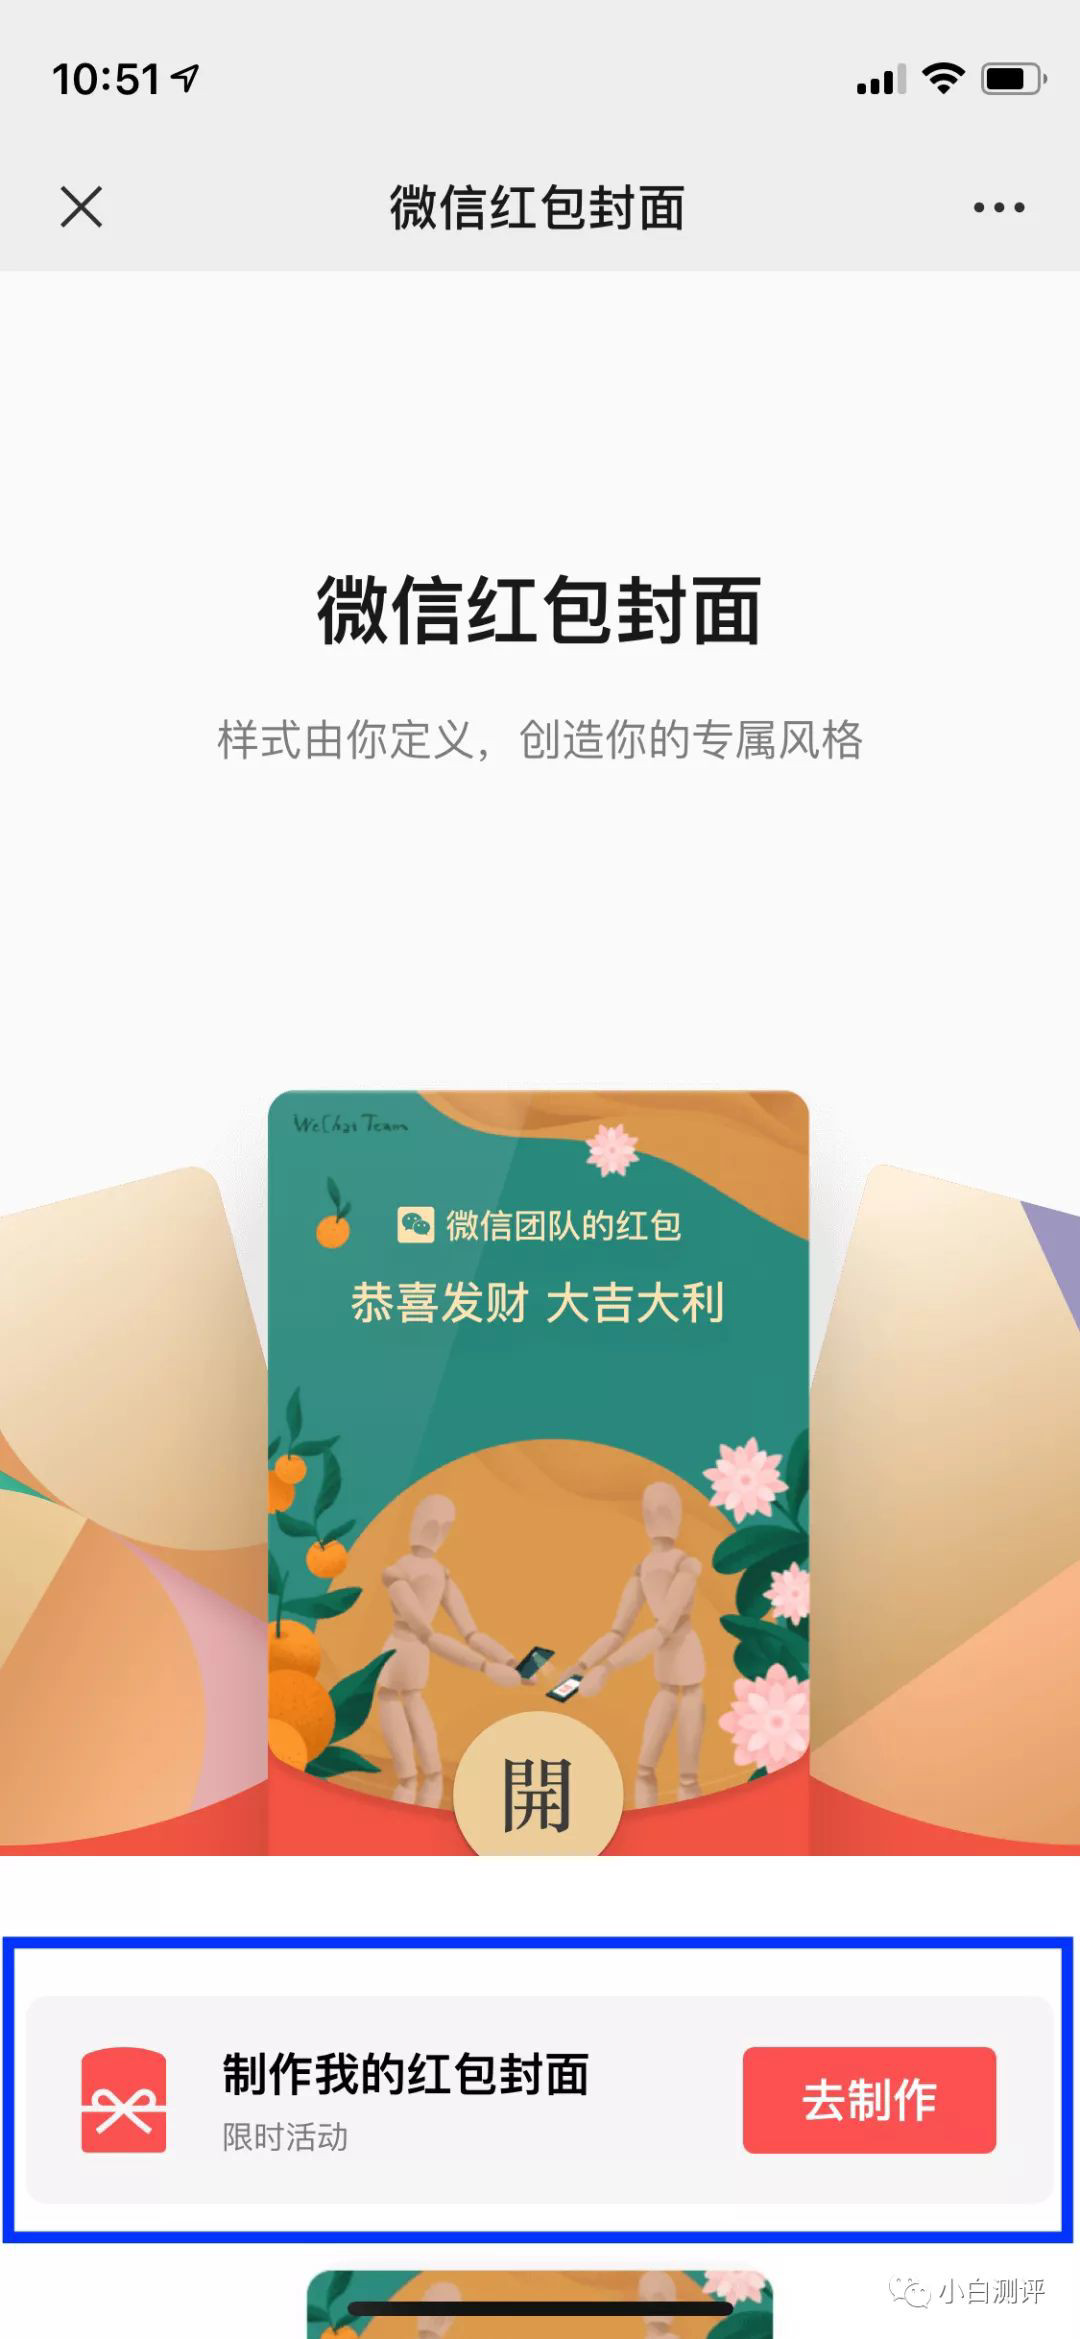 10:51
微信红包封面
微信红包封面
样式由你定义，创造你的专属风格
WeChat Team
微信团队的红包
恭喜发财 大吉大利
開
制作我的红包封面
限时活动
去制作
小白测评